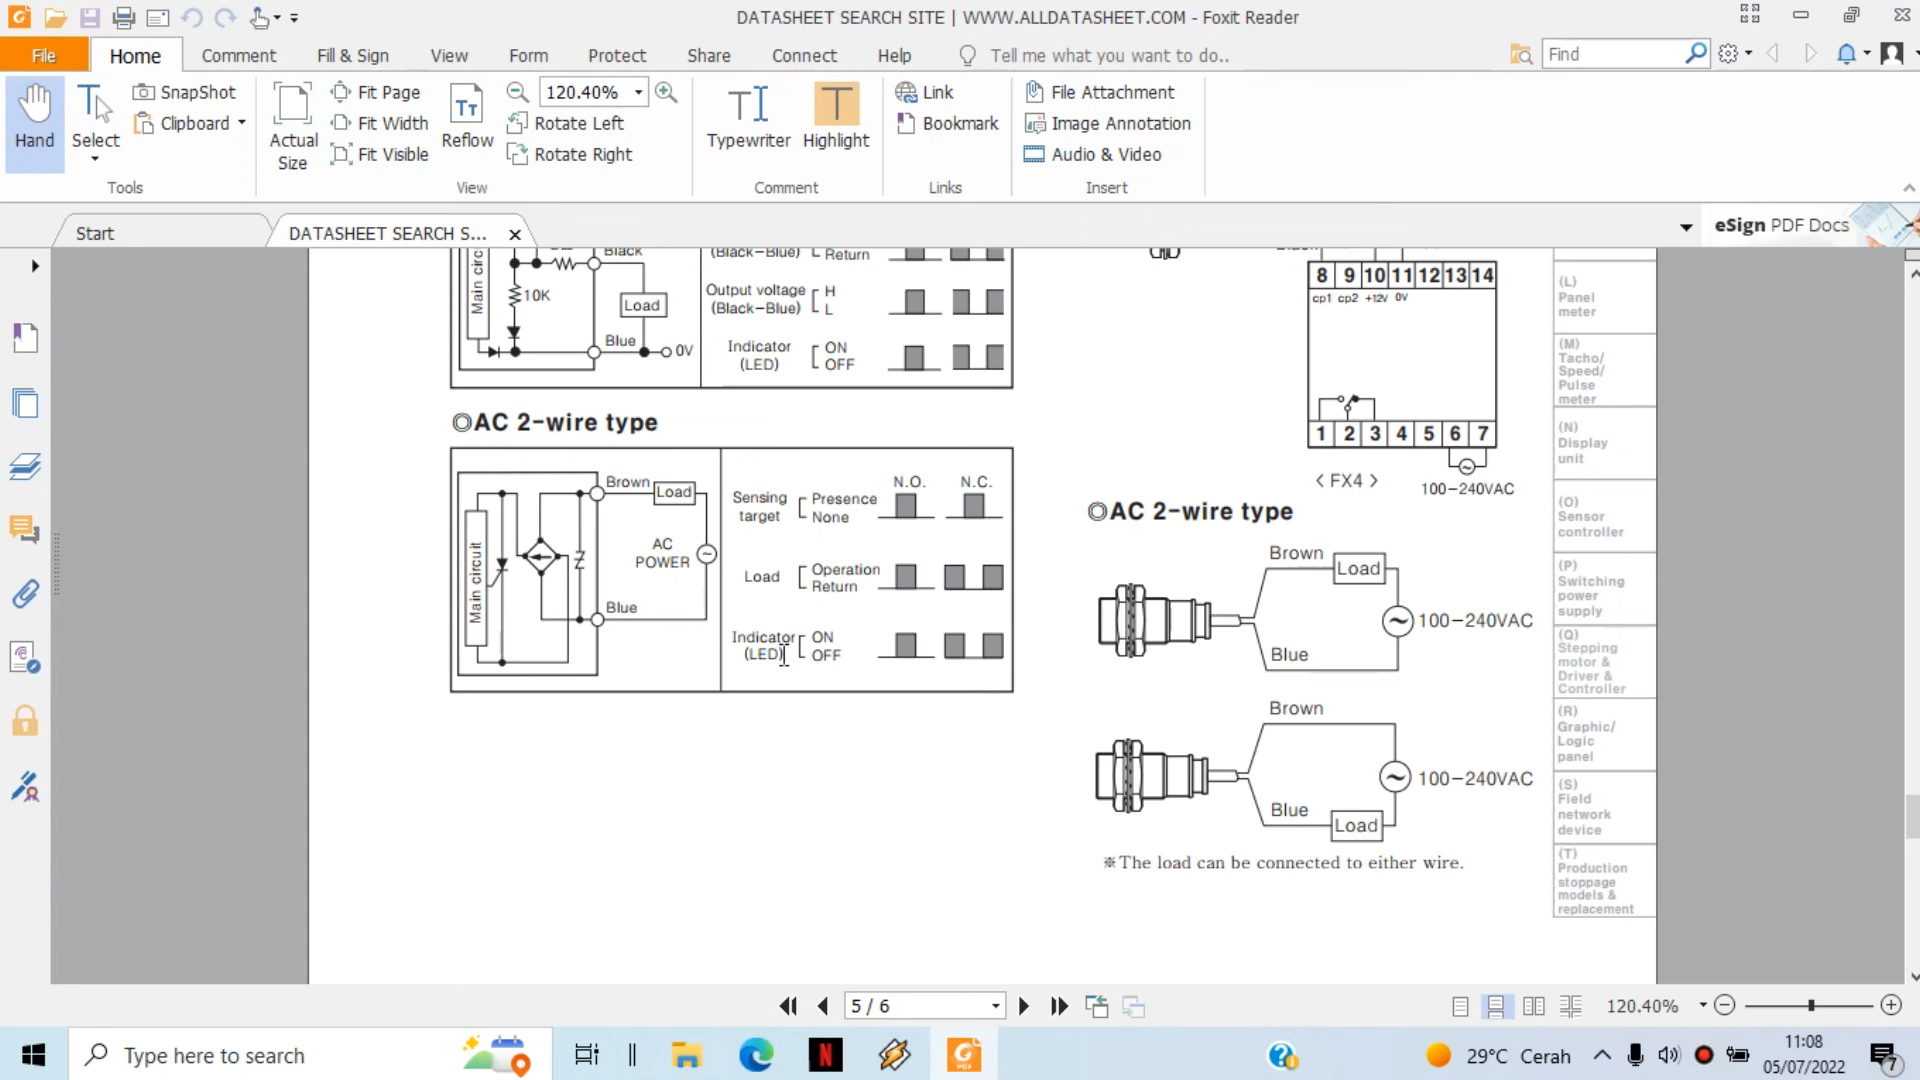 DATASHEET SEARCH SITE | WWW.ALLDATASHEET.COM - Foxit Reader
File Home Comment Fill & Sign View Form Protect Share Connect Help Tell me what you want to do.. Find
Hand
Select
SnapShot
Clipboard
Tools
Actual Size
Fit Page
Fit Width
Fit Visible
Reflow
120.40%
Rotate Left
Rotate Right
View
Typewriter
Highlight
Comment
Link
Bookmark
Links
File Attachment
Image Annotation
Audio & Video
Insert
Start
DATASHEET SEARCH S...
eSign PDF Docs
Main circ
10K
Black
Load
Blue
0V
(Black-Blue) Return
Output voltage H
(Black-Blue) L
Indicator ON
(LED) OFF
◎AC 2-wire type
Main circuit
Brown
Load
AC
POWER
Blue
N.O. N.C.
Sensing Presence
target None
Load Operation
Return
Indicator ON
(LED) OFF
8 9 10 11 12 13 14
cp1 cp2 +12V 0V
1 2 3 4 5 6 7
< FX4 >
100-240VAC
◎AC 2-wire type
Brown
Load
100-240VAC
Blue
Brown
100-240VAC
Blue
Load
※The load can be connected to either wire.
(L)
Panel
meter
(M)
Tacho/
Speed/
Pulse
meter
(N)
Display
unit
(O)
Sensor
controller
(P)
Switching
power
supply
(Q)
Stepping
motor &
Driver &
Controller
(R)
Graphic/
Logic
panel
(S)
Field
network
device
(T)
Production
stoppage
models &
replacement
5 / 6
120.40%
Type here to search
29°C Cerah
11:08
05/07/2022
7